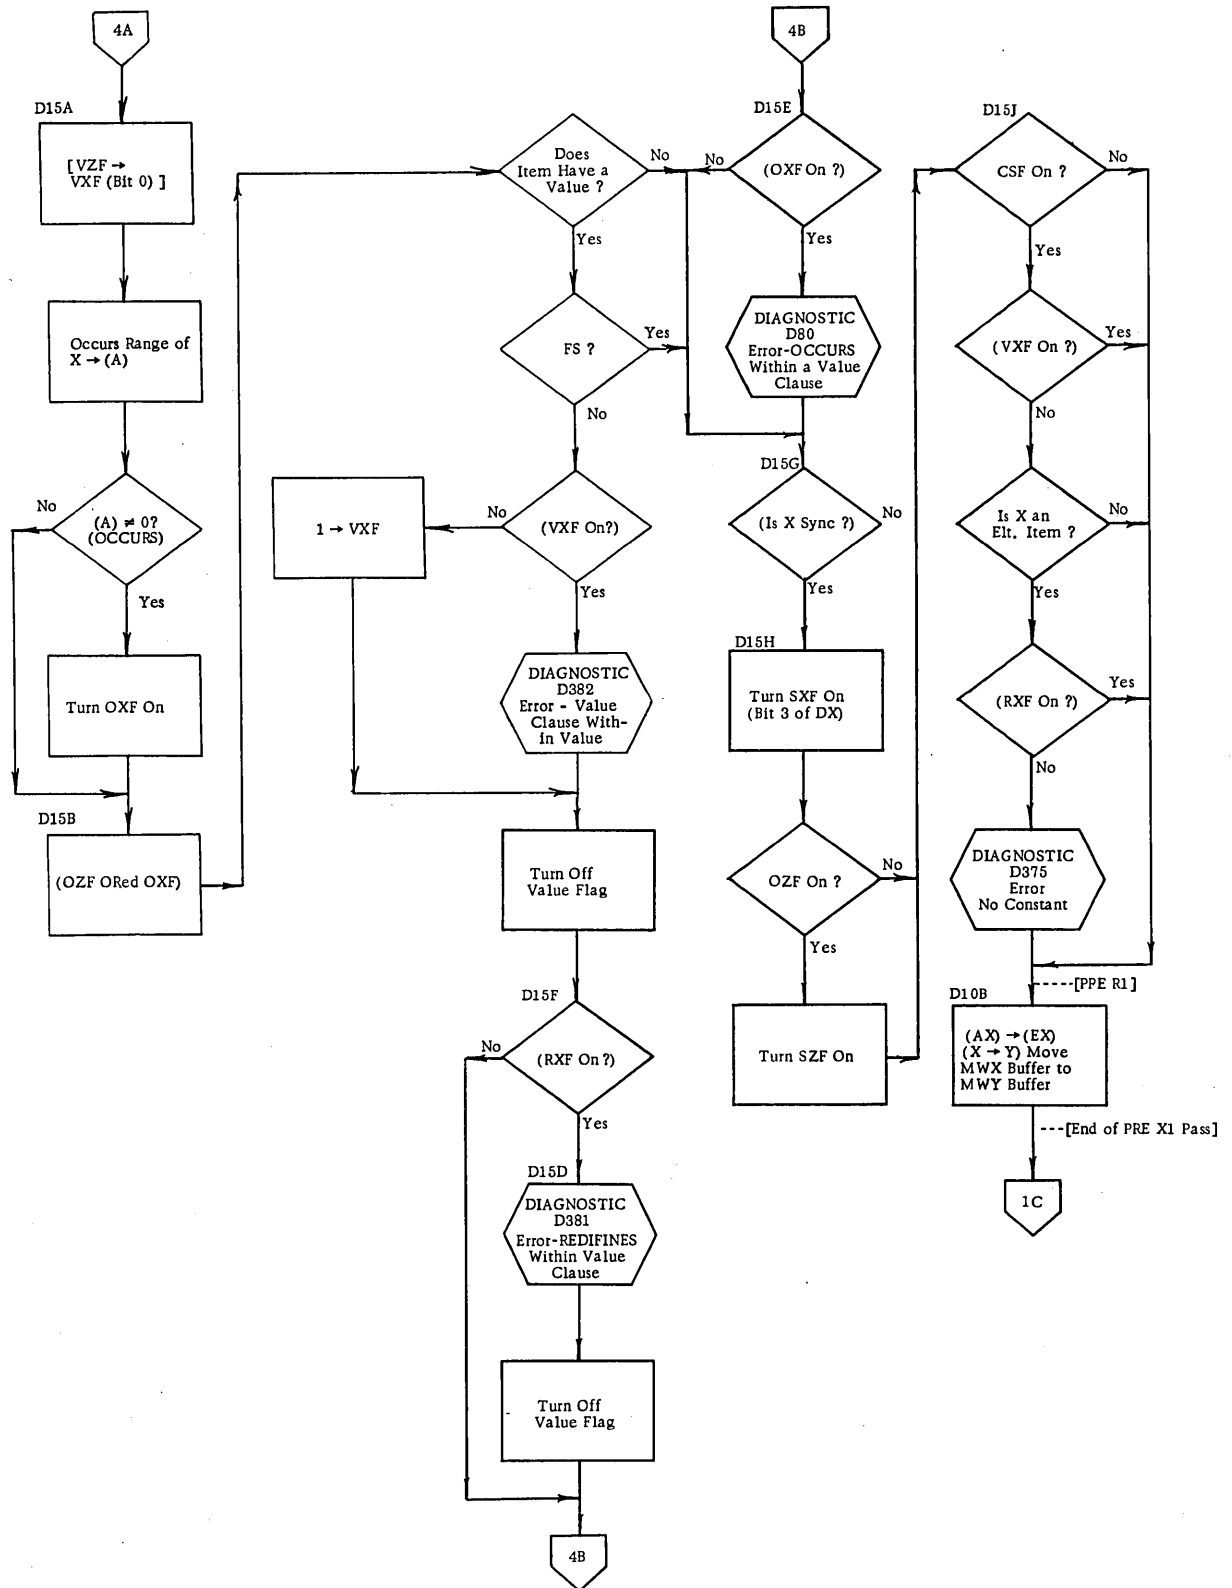 4A
D15A
[VZF →
VXF (Bit 0) ]
Occurs Range of
X → (A)
(A) ≠ 0?
(OCCURS)
No
Yes
Turn OXF On
D15B
(OZF ORed OXF)
Does
Item Have a
Value ?
No
Yes
FS ?
Yes
No
(VXF On?)
No
1 → VXF
Yes
DIAGNOSTIC
D382
Error - Value
Clause With-
in Value
Turn Off
Value Flag
D15F
(RXF On ?)
No
Yes
D15D
DIAGNOSTIC
D381
Error-REDIFINES
Within Value
Clause
Turn Off
Value Flag
4B
4B
D15E
(OXF On ?)
No
Yes
DIAGNOSTIC
D80
Error-OCCURS
Within a Value
Clause
D15G
(Is X Sync ?)
No
Yes
D15H
Turn SXF On
(Bit 3 of DX)
OZF On ?
No
Yes
Turn SZF On
D15J
CSF On ?
No
Yes
(VXF On ?)
Yes
No
Is X an
Elt. Item ?
No
Yes
(RXF On ?)
Yes
No
DIAGNOSTIC
D375
Error
No Constant
----[PPE R1]
D10B
(AX) → (EX)
(X → Y) Move
MWX Buffer to
MWY Buffer
---[End of PRE X1 Pass]
1C